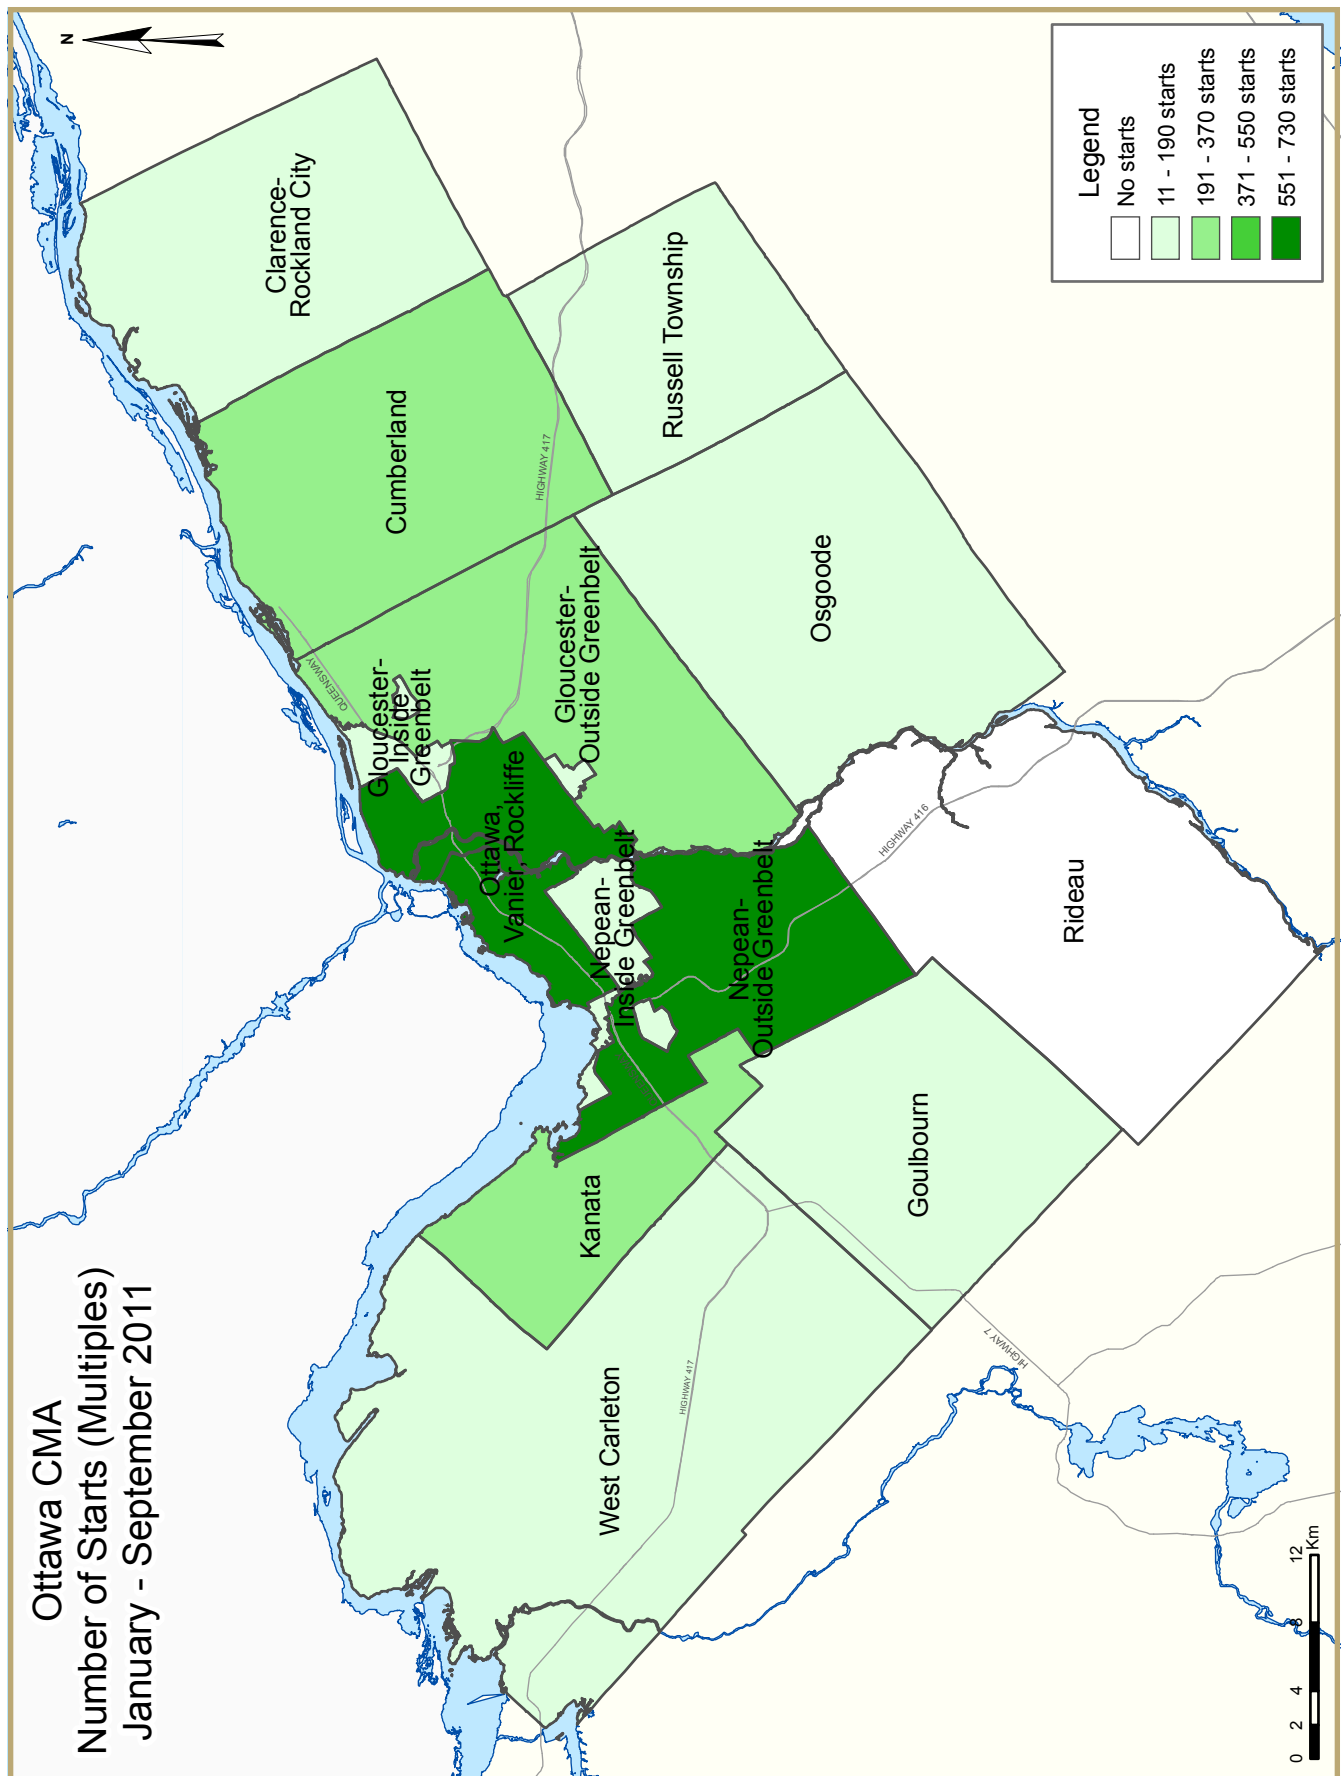 Ottawa CMA
Number of Starts (Multiples)
January - September 2011
N
Clarence-
Rockland City
Cumberland
Russell Township
HIGHWAY 417
QUEENSWAY
Gloucester-
Inside
Greenbelt
Gloucester-
Outside Greenbelt
Osgoode
Ottawa,
Vanier, Rockliffe
Nepean-
Inside Greenbelt
Nepean-
Outside Greenbelt
HIGHWAY 416
Rideau
Kanata
Goulbourn
West Carleton
HIGHWAY 417
HIGHWAY 7
Legend
No starts
11 - 190 starts
191 - 370 starts
371 - 550 starts
551 - 730 starts
0 2 4 8 12
Km